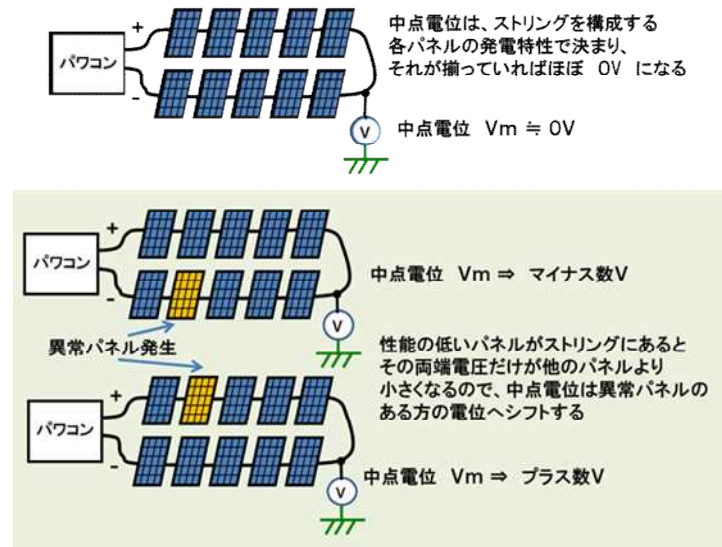 中点電位は、ストリングを構成する
各パネルの発電特性で決まり、
それが揃っていればほぼ 0V になる
+
パワコン
-
V
中点電位 Vm ≒ 0V
+
パワコン
-
中点電位 Vm ⇒ マイナス数V
V
異常パネル発生
性能の低いパネルがストリングにあると
その両端電圧だけが他のパネルより
小さくなるので、中点電位は異常パネルの
ある方の電位へシフトする
+
パワコン
-
中点電位 Vm ⇒ プラス数V
V